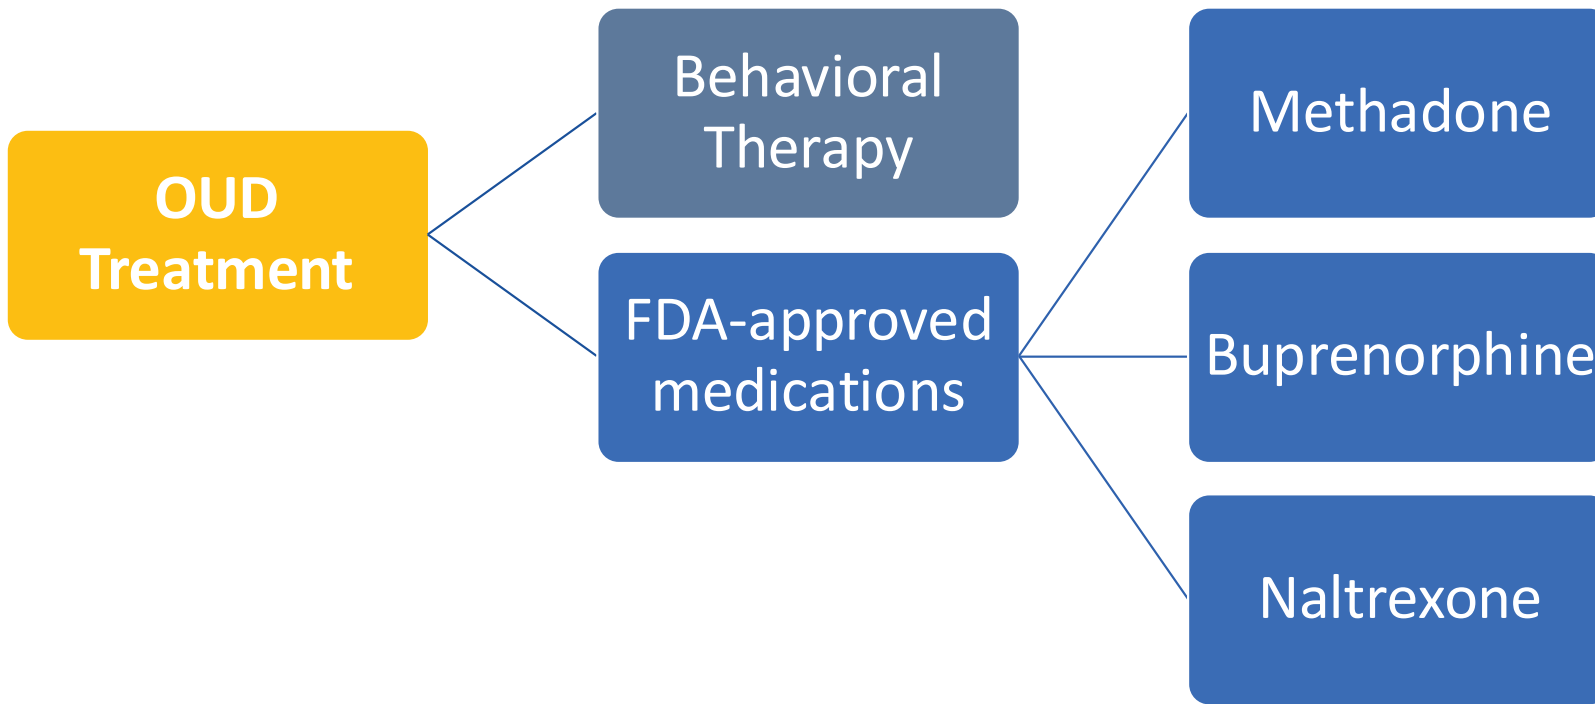 OUD
Treatment
Behavioral
Therapy
FDA-approved
medications
Methadone
Buprenorphine
Naltrexone